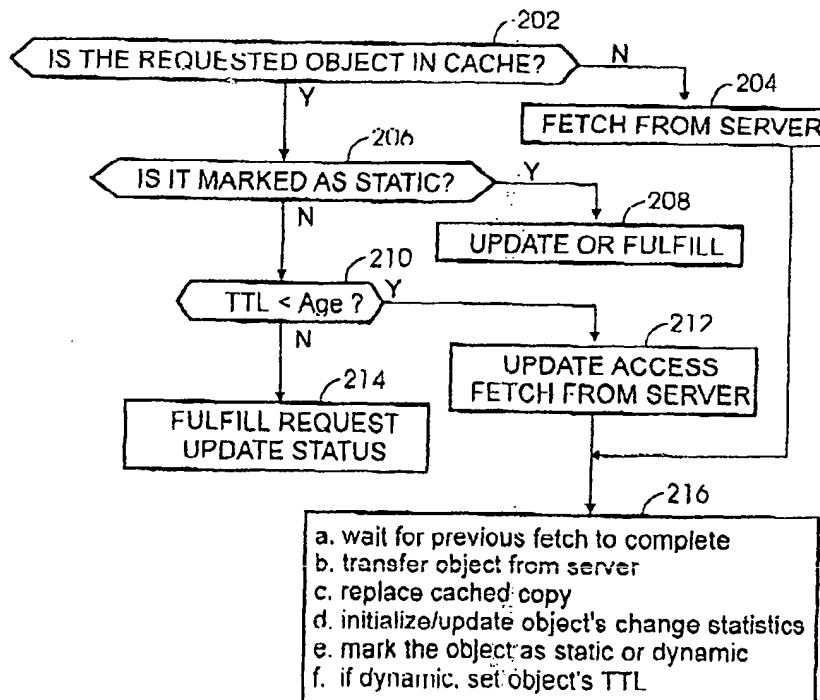 202
IS THE REQUESTED OBJECT IN CACHE?
N
Y
204
FETCH FROM SERVER
206
IS IT MARKED AS STATIC?
Y
N
208
UPDATE OR FULFILL
210
TTL < Age ?
Y
N
212
UPDATE ACCESS
FETCH FROM SERVER
214
FULFILL REQUEST
UPDATE STATUS
216
a. wait for previous fetch to complete
b. transfer object from server
c. replace cached copy
d. initialize/update object's change statistics
e. mark the object as static or dynamic
f. if dynamic, set object's TTL